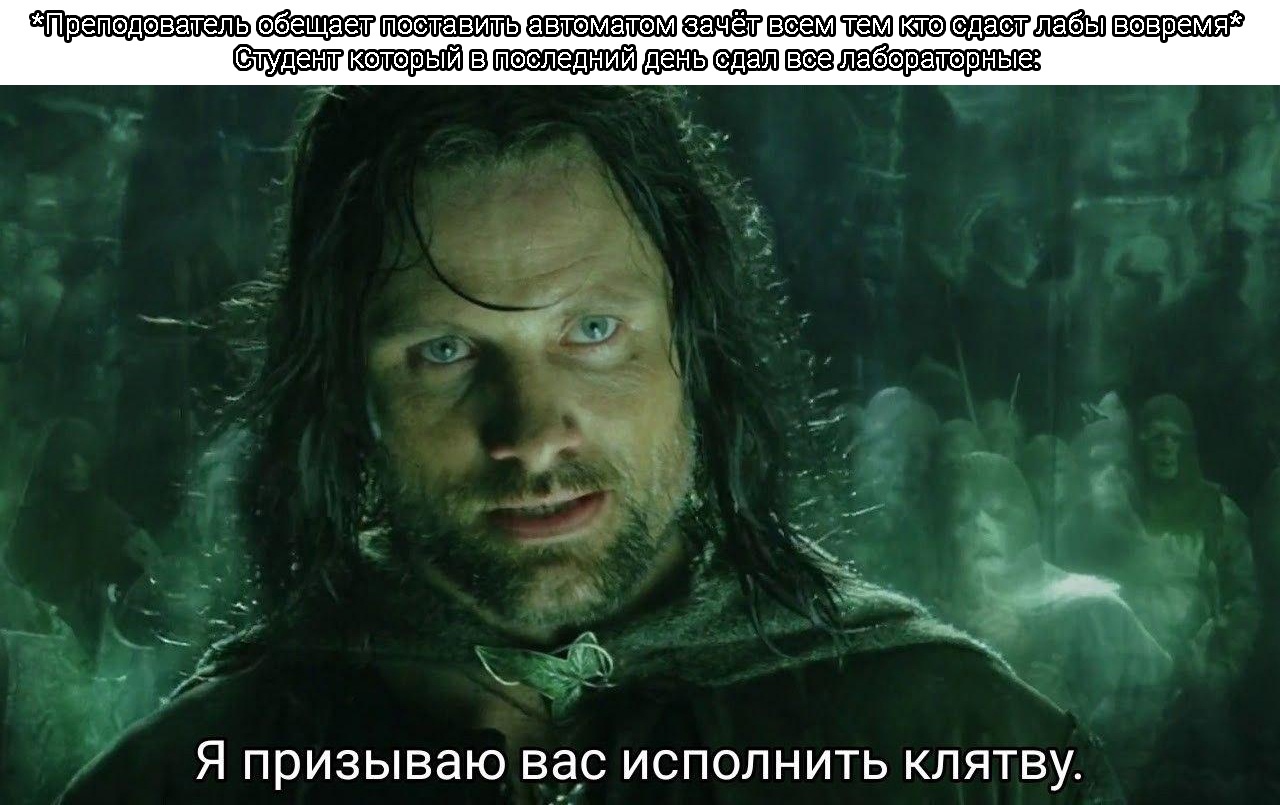 *Преподователь обещает поставить автоматом зачёт всем тем кто сдаст лабы вовремя*
Студент который в последний день сдал все лабораторные:
Я призываю вас исполнить клятву.